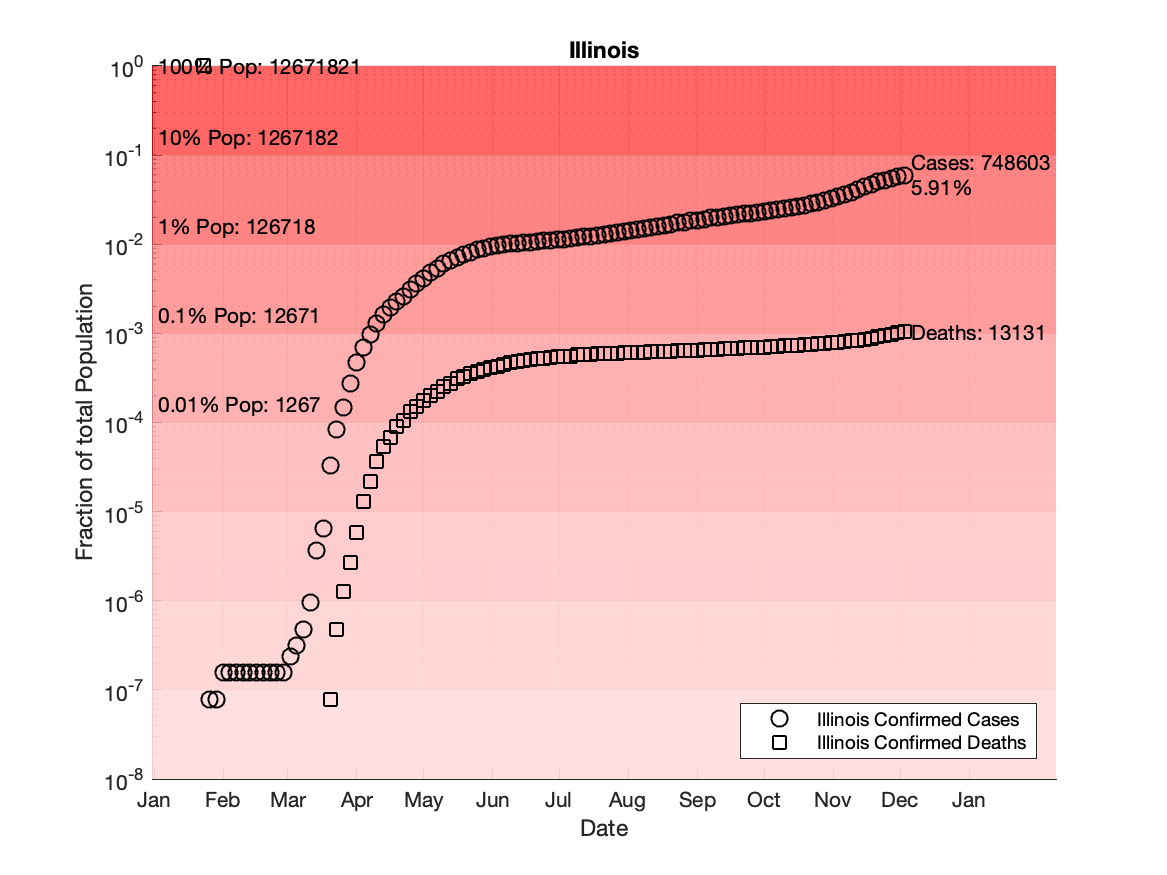 Illinois
10^0
100% Pop: 12671821
10% Pop: 1267182
10^-1
Cases: 748603
5.91%
1% Pop: 126718
10^-2
0.1% Pop: 12671
10^-3
Deaths: 13131
0.01% Pop: 1267
10^-4
10^-5
10^-6
10^-7
10^-8
Fraction of total Population
Illinois Confirmed Cases
Illinois Confirmed Deaths
Jan Feb Mar Apr May Jun Jul Aug Sep Oct Nov Dec Jan
Date